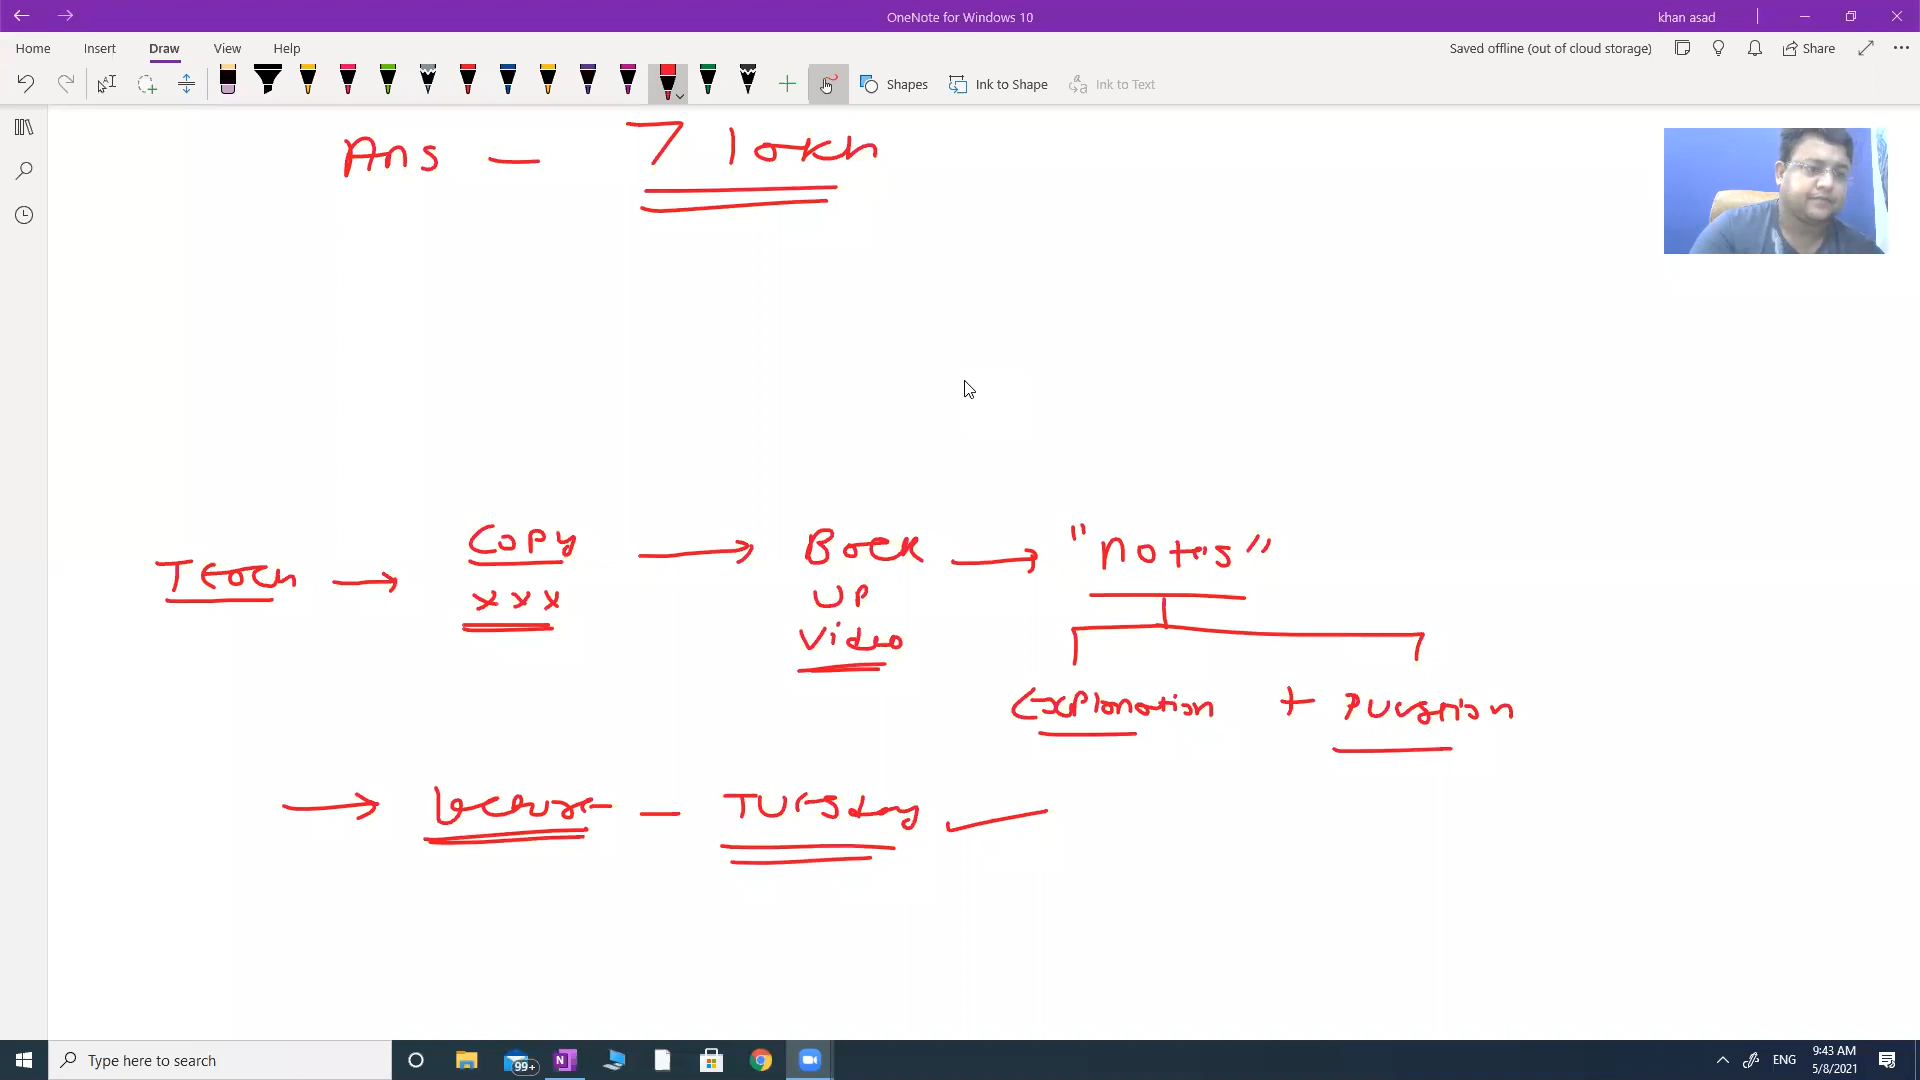 OneNote for Windows 10
khan asad
Home Insert Draw View Help
Saved offline (out of cloud storage) Share
Shapes Ink to Shape Ink to Text
Ans - 7 lakh
Teach → Copy → Back → "notes"
x x x UP
Video
Explanation + Question
→ Lecture - Tuesday
Type here to search
99+
ENG
9:43 AM
5/8/2021